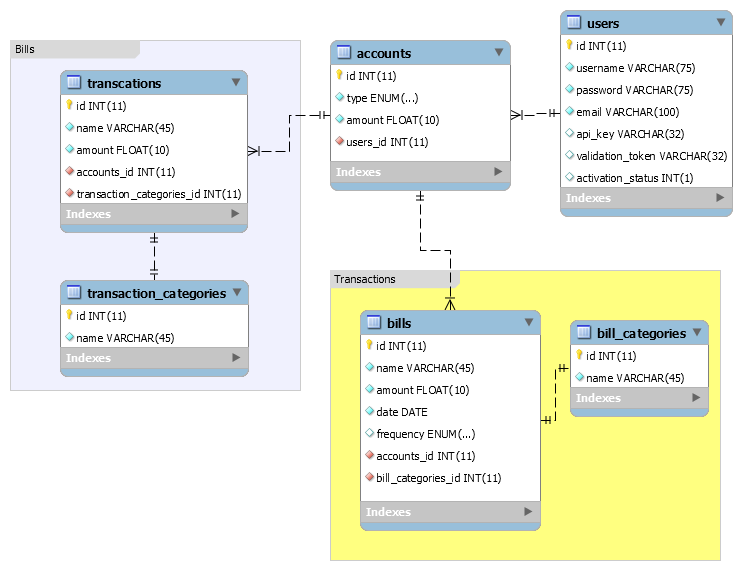 Bills
transcations
id INT(11)
name VARCHAR(45)
amount FLOAT(10)
accounts_id INT(11)
transaction_categories_id INT(11)
Indexes
transaction_categories
id INT(11)
name VARCHAR(45)
Indexes
accounts
id INT(11)
type ENUM(...)
amount FLOAT(10)
users_id INT(11)
Indexes
users
id INT(11)
username VARCHAR(75)
password VARCHAR(75)
email VARCHAR(100)
api_key VARCHAR(32)
validation_token VARCHAR(32)
activation_status INT(1)
Indexes
Transactions
bills
id INT(11)
name VARCHAR(45)
amount FLOAT(10)
date DATE
frequency ENUM(...)
accounts_id INT(11)
bill_categories_id INT(11)
Indexes
bill_categories
id INT(11)
name VARCHAR(45)
Indexes